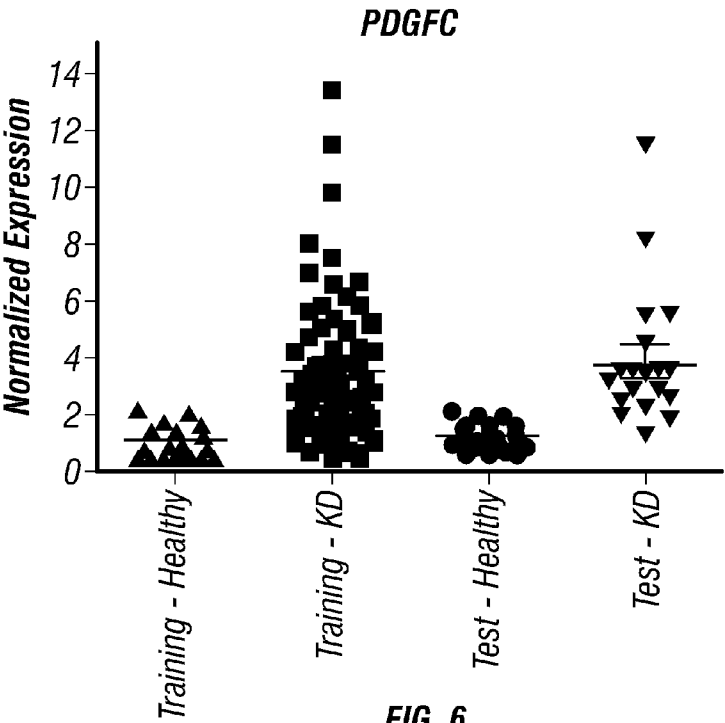 PDGFC
Normalized Expression
14
12
10
8
6
4
2
0
Training - Healthy
Training - KD
Test - Healthy
Test - KD
FIG. 6